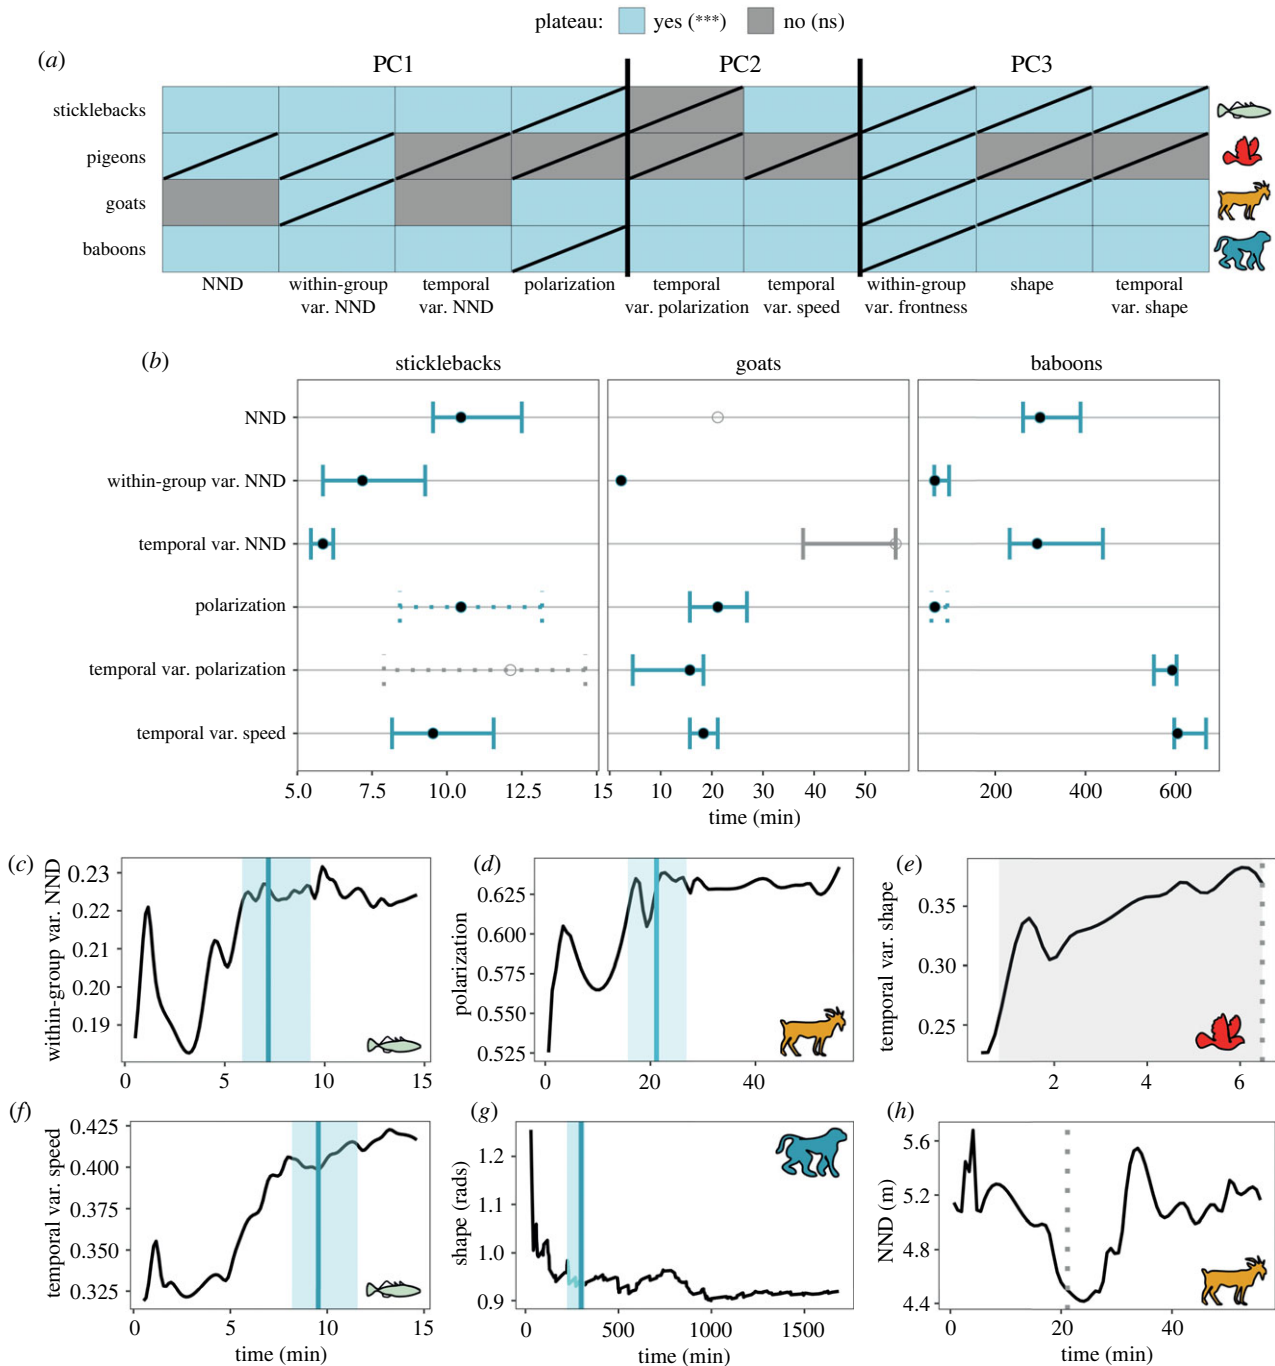 plateau: yes (***) no (ns)
(a)
PC1 PC2 PC3
sticklebacks
pigeons
goats
baboons
NND within-group temporal polarization temporal temporal within-group shape temporal
var. NND var. NND var. polarization var. speed var. frontness var. shape
(b)
sticklebacks goats baboons
NND
within-group var. NND
temporal var. NND
polarization
temporal var. polarization
temporal var. speed
5.0 7.5 10.0 12.5 15 10 20 30 40 50 200 400 600
time (min)
(c)
within-group var. NND
0.23
0.22
0.21
0.20
0.19
0 5 10 15
(d)
polarization
0.625
0.600
0.575
0.550
0.525
0 20 40
(e)
temporal var. shape
0.35
0.30
0.25
2 4 6
(f)
temporal var. speed
0.425
0.400
0.375
0.350
0.325
0 5 10 15
time (min)
(g)
shape (rads)
1.2
1.1
1.0
0.9
0 500 1000 1500
time (min)
(h)
NND (m)
5.6
5.2
4.8
4.4
0 20 40
time (min)